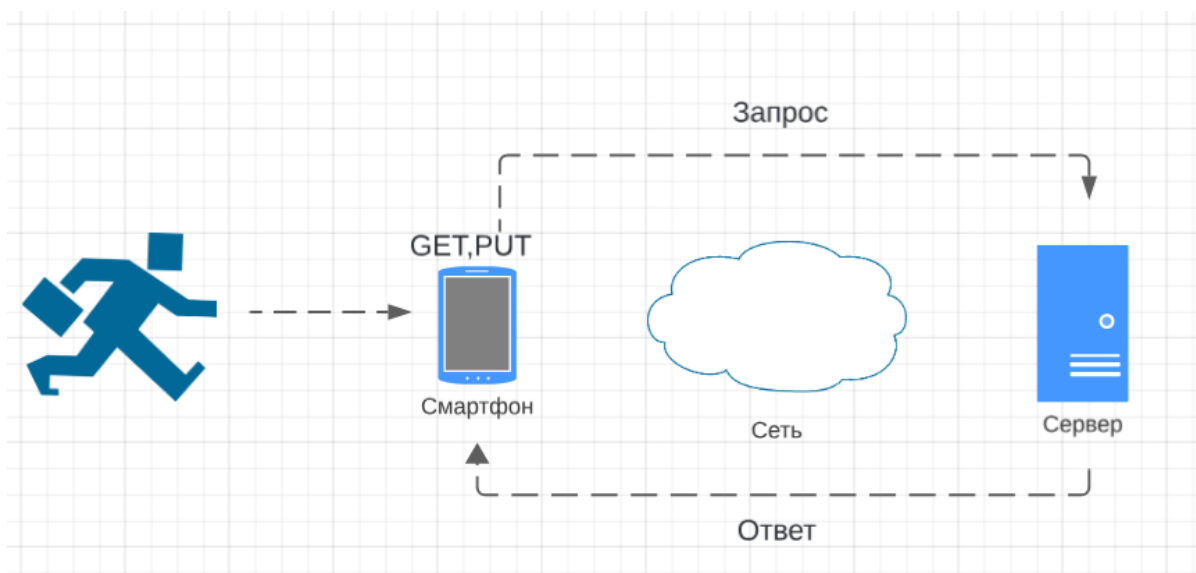 Запрос
GET,PUT
Смартфон
Сеть
Сервер
Ответ